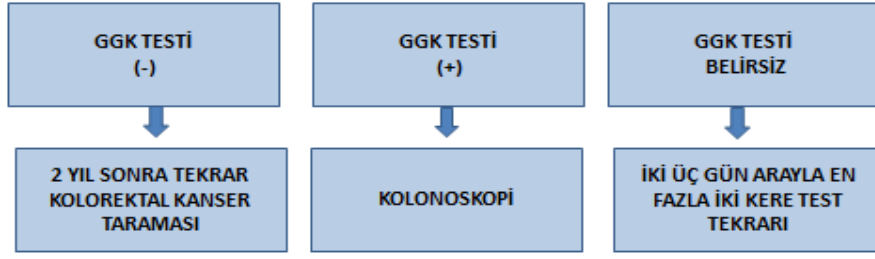 GGK TESTİ
(-)
GGK TESTİ
(+)
GGK TESTİ
BELİRSİZ
2 YIL SONRA TEKRAR
KOLOREKTAL KANSER
TARAMASI
KOLONOSKOPİ
İKİ ÜÇ GÜN ARAYLA EN
FAZLA İKİ KERE TEST
TEKRARI